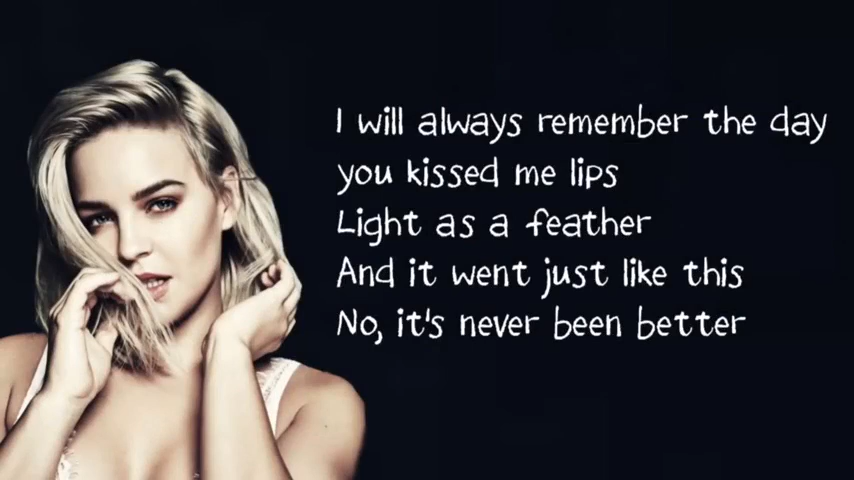 I will always remember the day
you kissed me lips
Light as a feather
And it went just like this
No, it's never been better